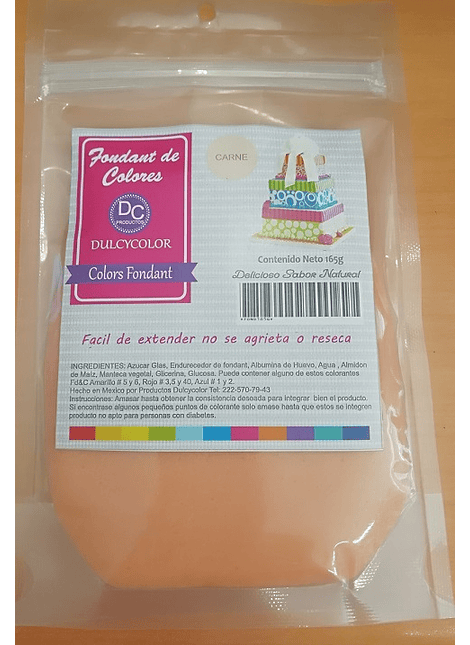 Fondant de
Colores
CARNE
DC
PRODUCTOS
DULCYCOLOR
Colors Fondant
Contenido Neto 165g
Delicioso Sabor Natural
Facil de extender no se agrieta o reseca
INGREDIENTES: Azucar Glas, Endurecedor de fondant, Albumina de Huevo, Agua , Almidon
de Maiz, Manteca vegetal, Glicerina, Glucosa. Puede contener alguno de estos colorantes
Fd&C Amarillo # 5 y 6, Rojo # 3,5 y 40, Azul # 1 y 2.
Hecho en Mexico por Productos Dulcycolor Tel: 222-570-79-43
Instrucciones: Amasar hasta obtener la consistencia deseada para integrar bien el producto.
Si encontrase algunos pequeños puntos de colorante solo amase hasta que estos se integren
producto no apto para personas con diabetes.